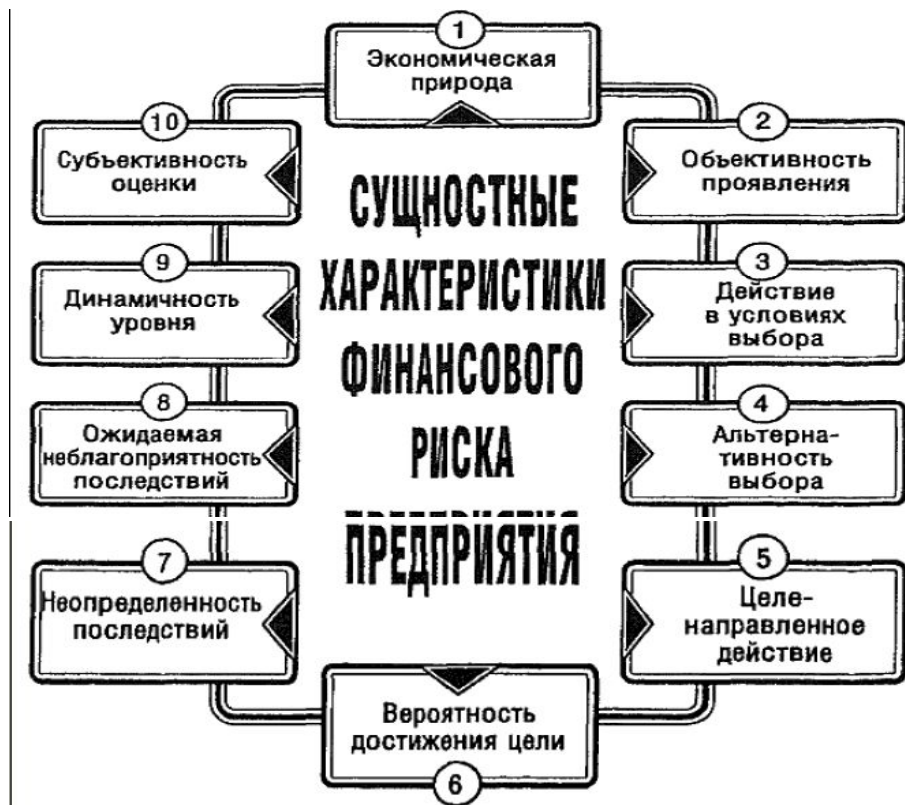 СУЩНОСТНЫЕ
ХАРАКТЕРИСТИКИ
ФИНАНСОВОГО
РИСКА
ПРЕДПРИЯТИЯ
1
Экономическая
природа
2
Объективность
проявления
3
Действие
в условиях
выбора
4
Альтерна-
тивность
выбора
5
Целе-
направленное
действие
Вероятность
достижения цели
6
7
Неопределенность
последствий
8
Ожидаемая
неблагоприятность
последствий
9
Динамичность
уровня
10
Субъективность
оценки